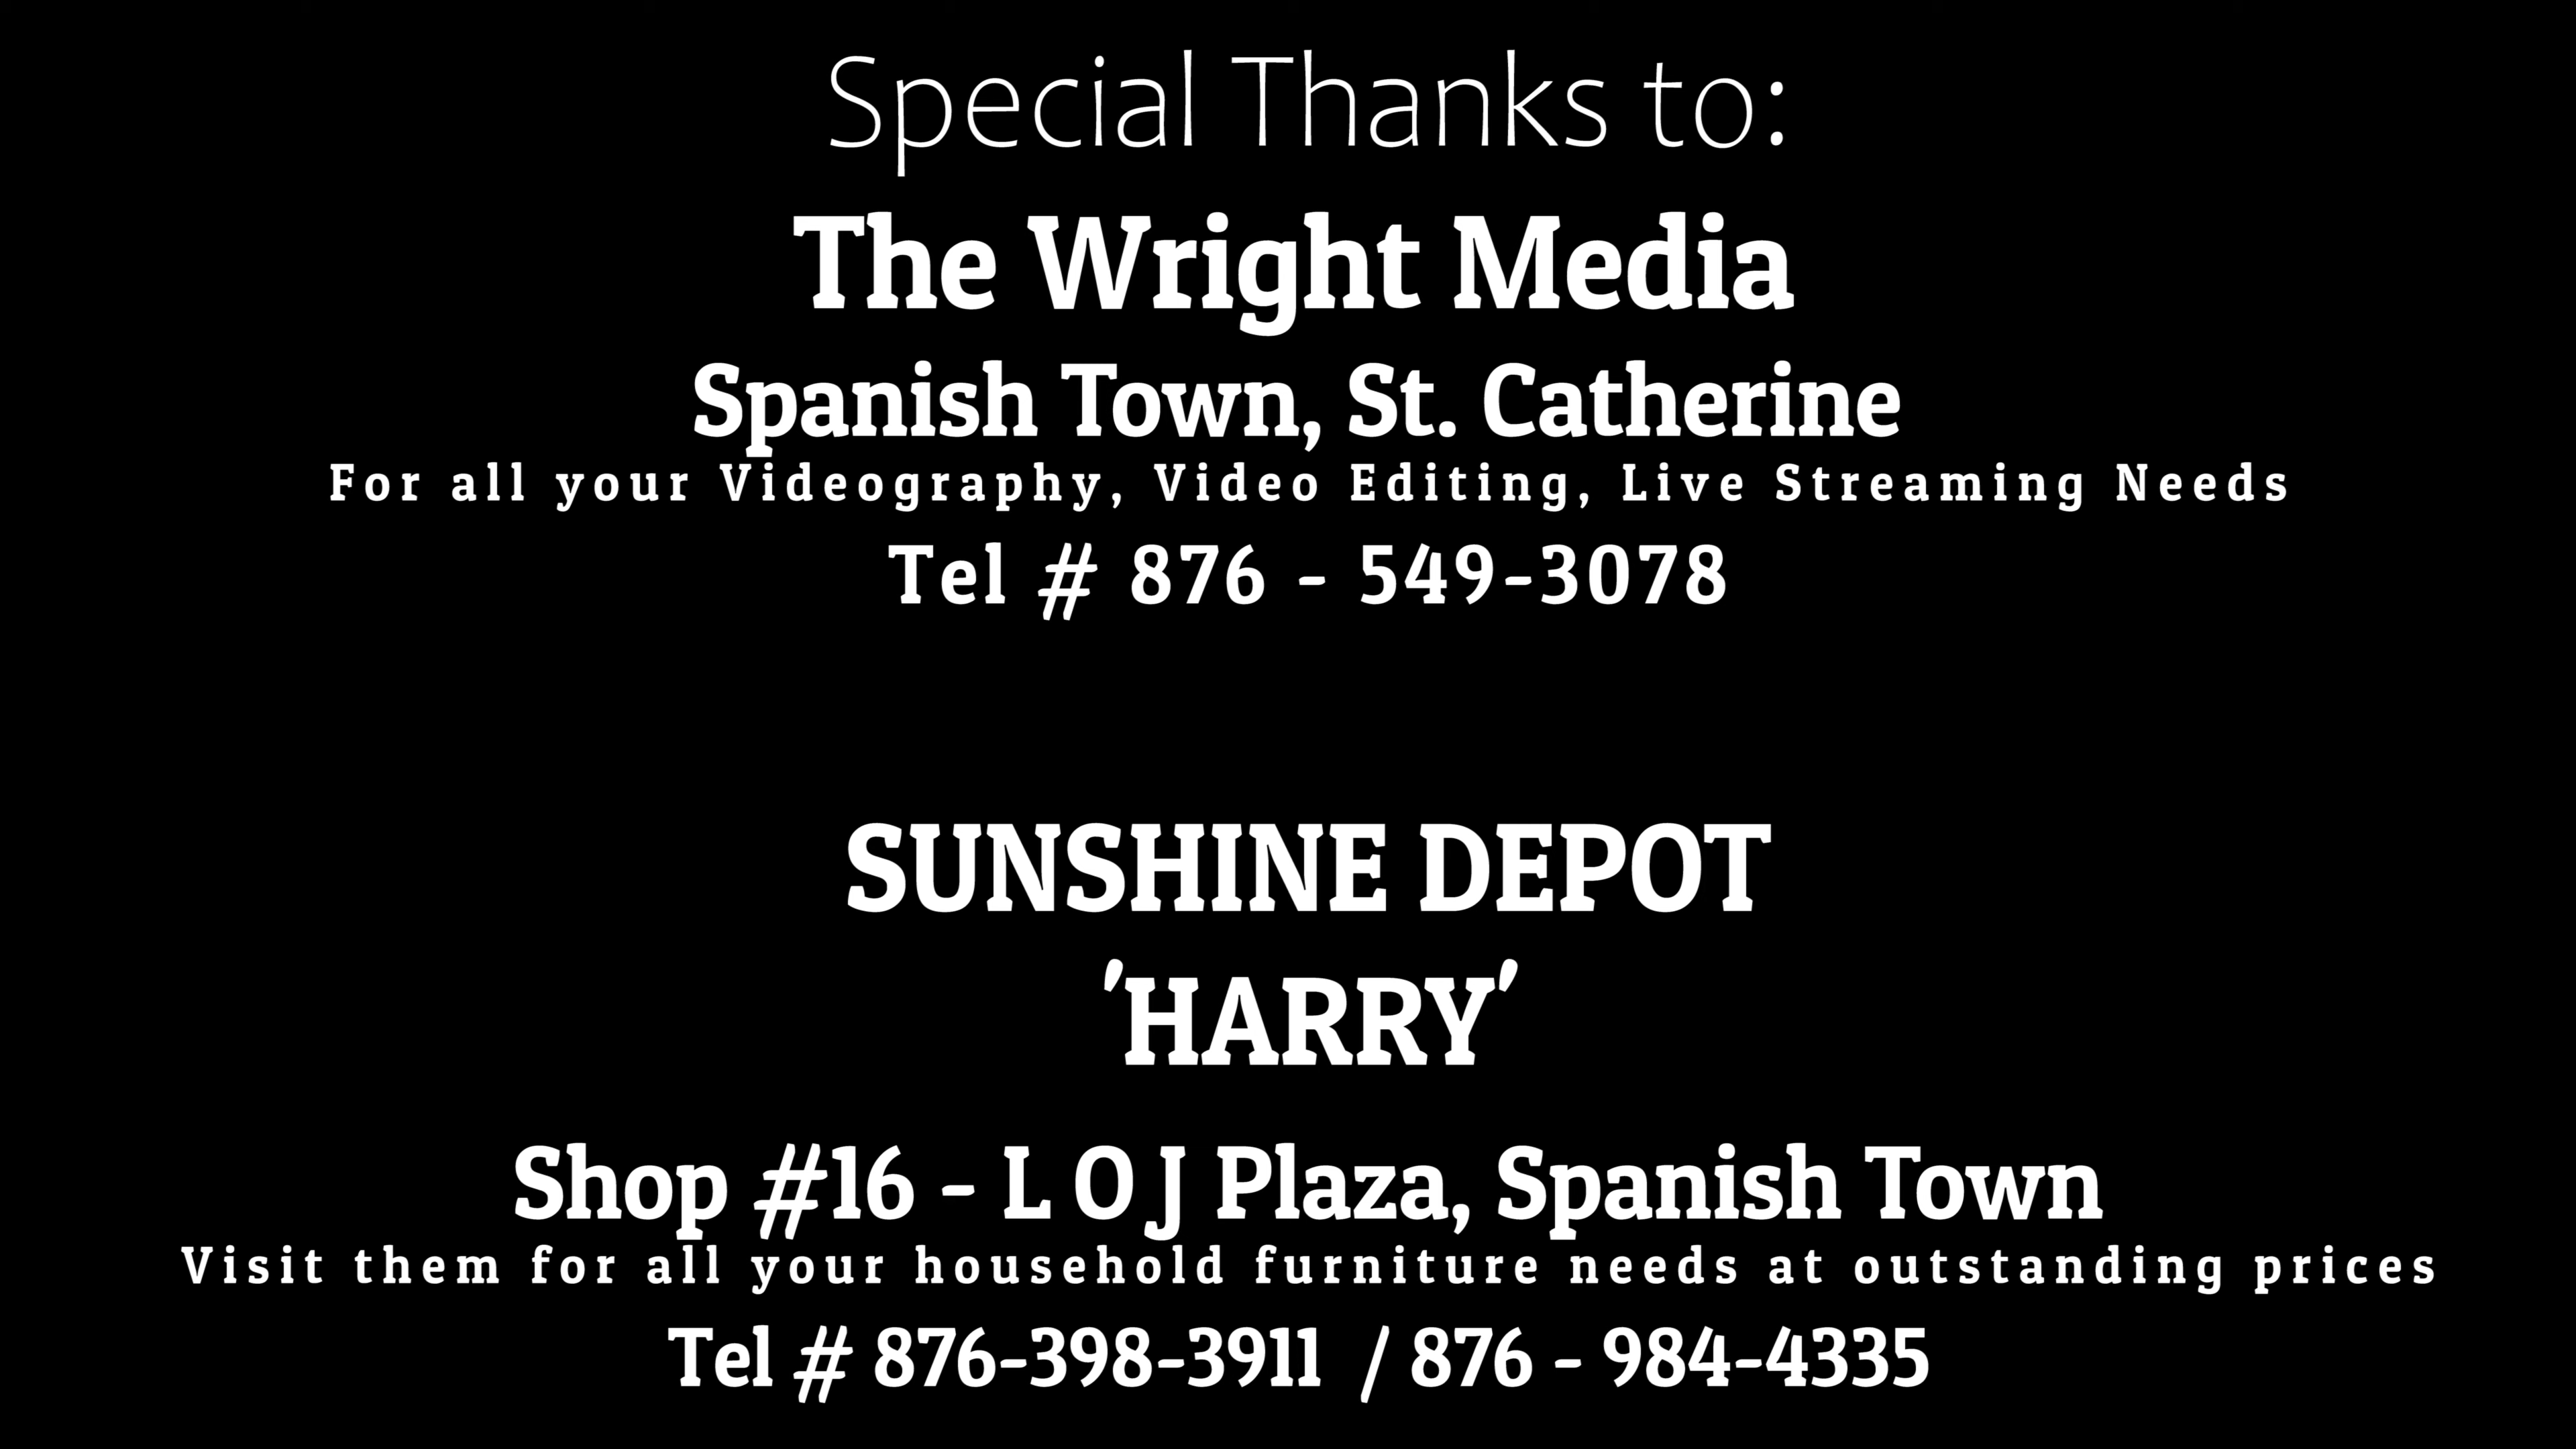 Special Thanks to:
The Wright Media
Spanish Town, St. Catherine
For all your Videography, Video Editing, Live Streaming Needs
Tel # 876 - 549-3078
SUNSHINE DEPOT
'HARRY'
Shop #16 - L O J Plaza, Spanish Town
Visit them for all your household furniture needs at outstanding prices
Tel # 876-398-3911 / 876 - 984-4335